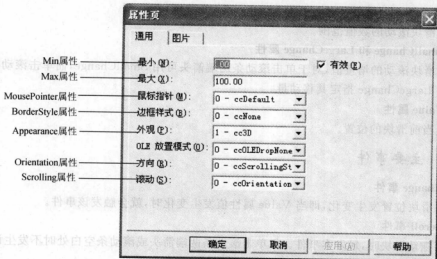 属性页
通用 图片
Min属性 最小(N): .00 有效(E)
Max属性 最大(X): 100.00
MousePointer属性 鼠标指针(M): 0 - ccDefault
BorderStyle属性 边框样式(B): 0 - ccNone
Appearance属性 外观(P): 1 - cc3D
OLE 放置模式(O): 0 - ccOLEDropNone
Orientation属性 方向(R): 0 - ccScrollingSt
Scrolling属性 滚动(S): 0 - ccOrientation
确定 取消 应用(A) 帮助